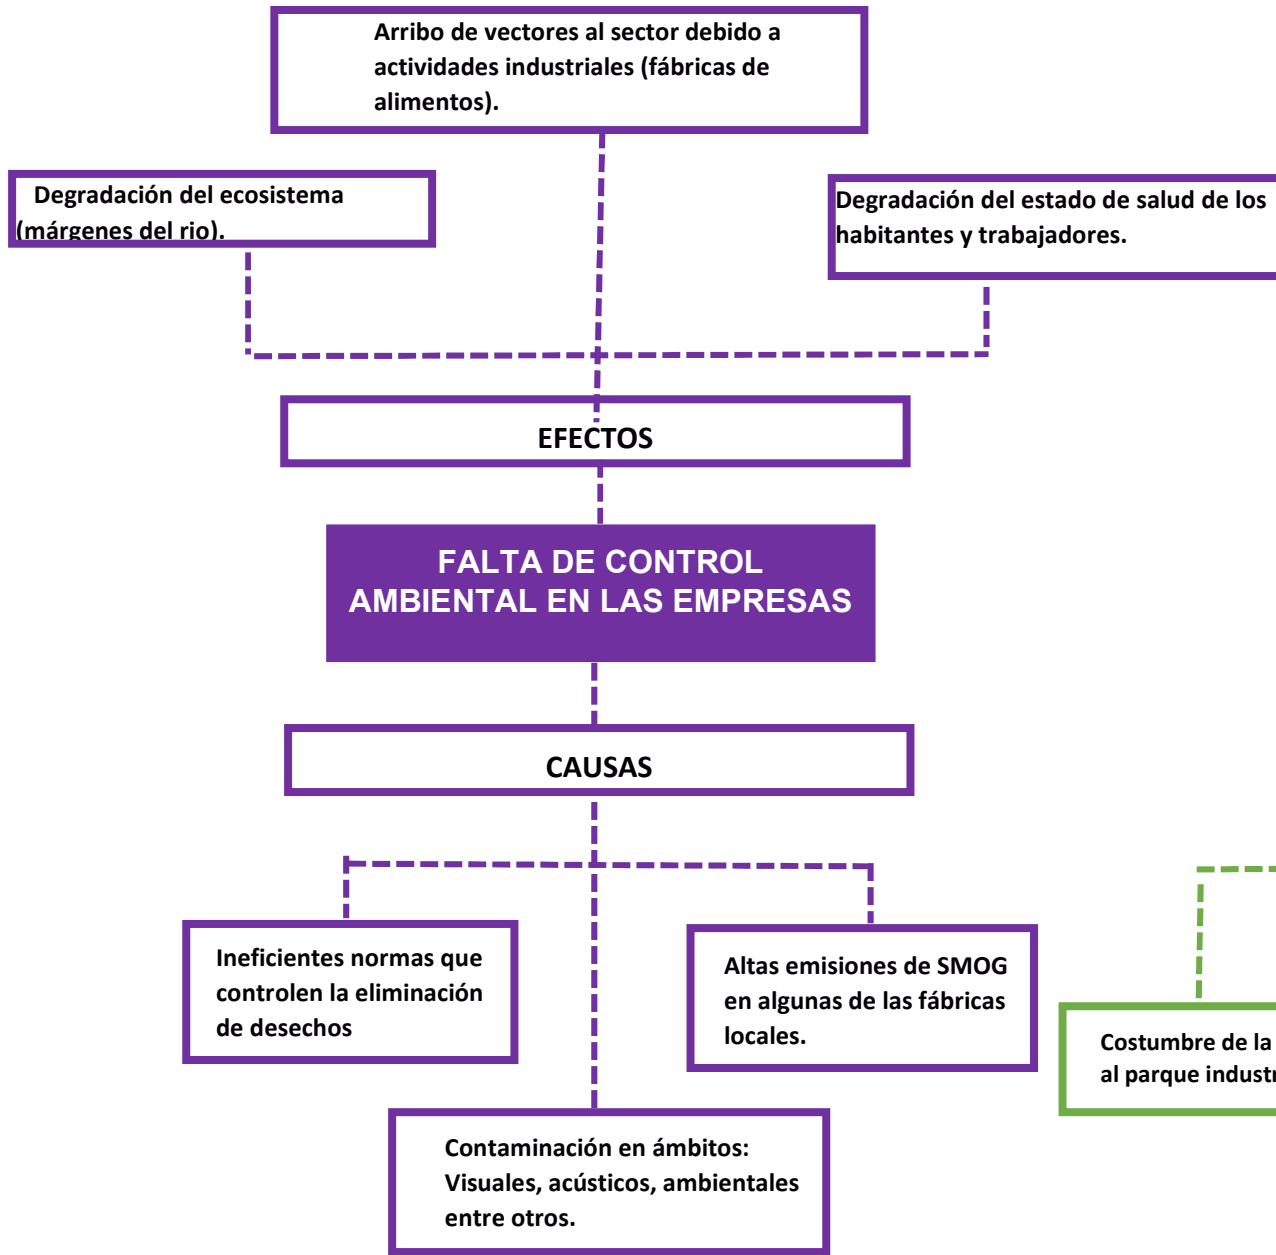 Arribo de vectores al sector debido a
actividades industriales (fábricas de
alimentos).
Degradación del ecosistema
(márgenes del rio).
Degradación del estado de salud de los
habitantes y trabajadores.
EFECTOS
FALTA DE CONTROL
AMBIENTAL EN LAS EMPRESAS
CAUSAS
Ineficientes normas que
controlen la eliminación
de desechos
Altas emisiones de SMOG
en algunas de las fábricas
locales.
Costumbre de la
al parque
Contaminación en ámbitos:
Visuales, acústicos, ambientales
entre otros.